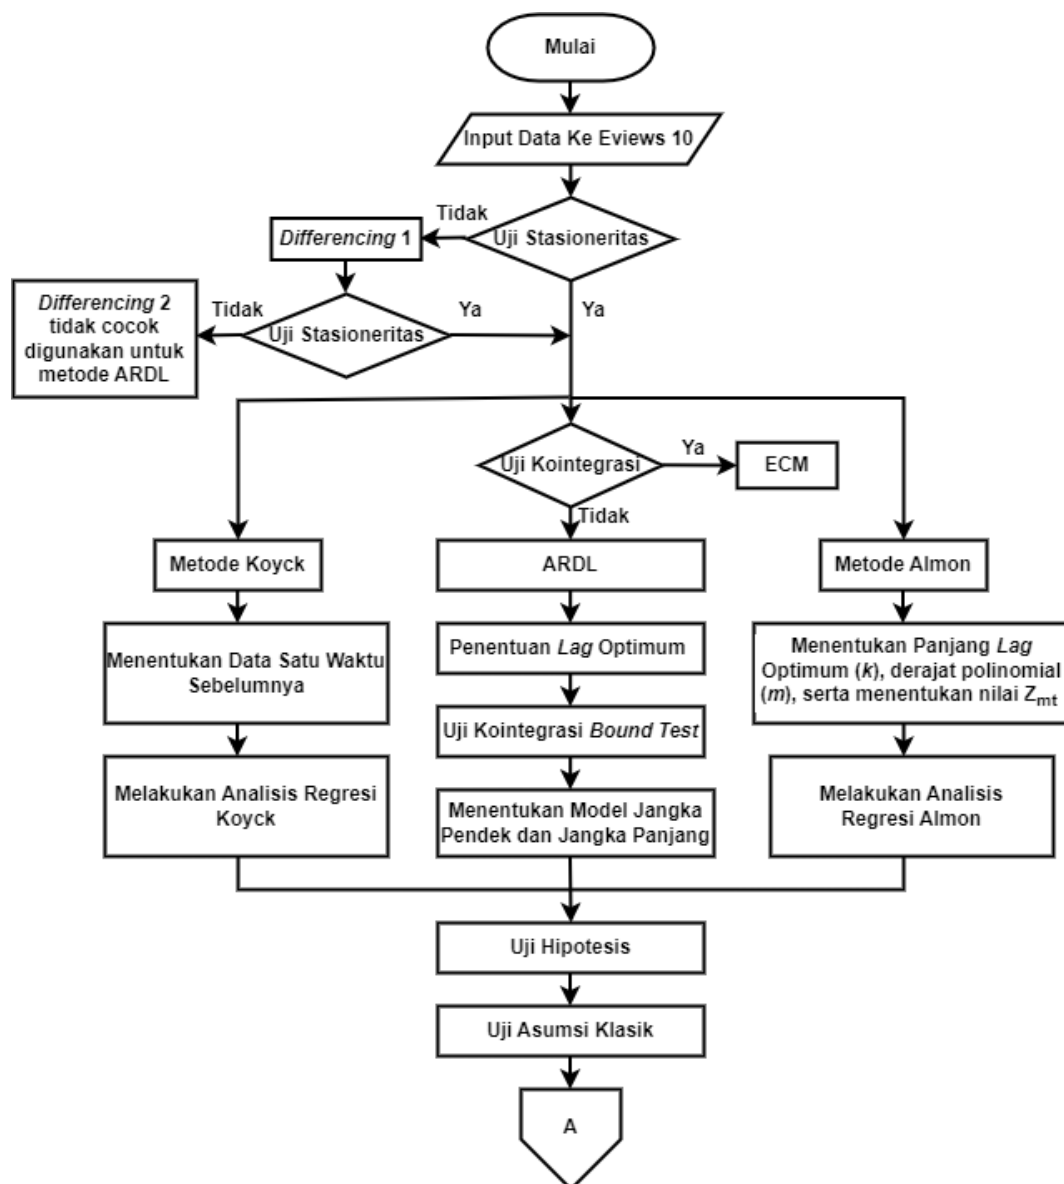 Mulai
Input Data Ke Eviews 10
Tidak
Uji Stasioneritas
Differencing 1
Ya
Differencing 2
tidak cocok
digunakan untuk
metode ARDL
Tidak
Uji Stasioneritas
Ya
Uji Kointegrasi
Ya
ECM
Tidak
Metode Koyck
ARDL
Metode Almon
Menentukan Data Satu Waktu
Sebelumnya
Penentuan Lag Optimum
Menentukan Panjang Lag
Optimum (k), derajat polinomial
(m), serta menentukan nilai Zmt
Uji Kointegrasi Bound Test
Melakukan Analisis Regresi
Koyck
Menentukan Model Jangka
Pendek dan Jangka Panjang
Melakukan Analisis
Regresi Almon
Uji Hipotesis
Uji Asumsi Klasik
A